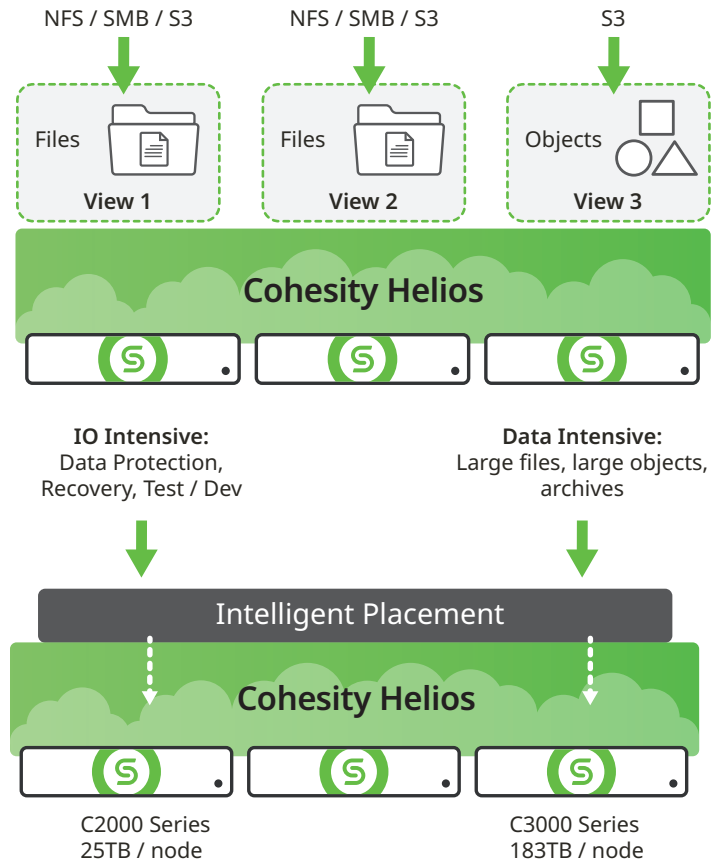 NFS / SMB / S3
NFS / SMB / S3
S3
Files
View 1
Files
View 2
Objects
View 3
Cohesity Helios
IO Intensive:
Data Protection,
Recovery, Test / Dev
Data Intensive:
Large files, large objects,
archives
Intelligent Placement
Cohesity Helios
C2000 Series
25TB / node
C3000 Series
183TB / node